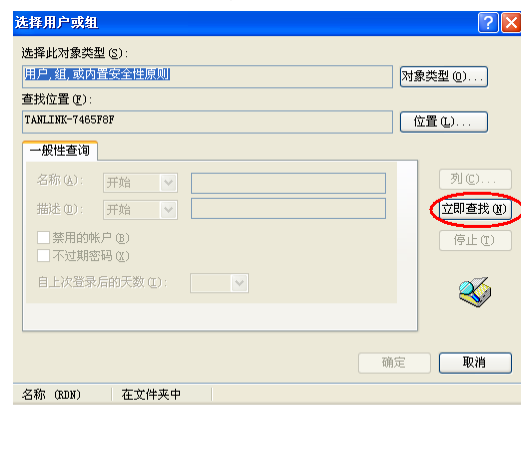 选择用户或组
选择此对象类型(S):
用户,组,或内置安全性原则
对象类型(O)...
查找位置(F):
TANLINK-7465F8F
位置(L)...
一般性查询
名称(A): 开始
列(C)...
描述(D): 开始
立即查找(N)
禁用的帐户(B)
停止(T)
不过期密码(X)
自上次登录后的天数(I):
确定 取消
名称 (RDN) 在文件夹中